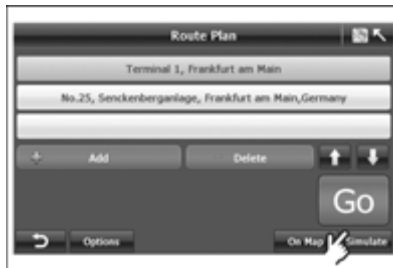 Route Plan
Terminal 1, Frankfurt am Main
No.25, Senckenberganlage, Frankfurt am Main,Germany
Add Delete
Go
Options On Map Simulate